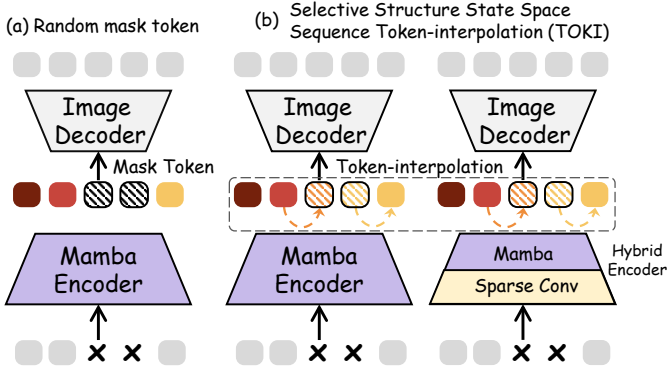 (a) Random mask token
(b) Selective Structure State Space
Sequence Token-interpolation (TOKI)
Image
Decoder
Mask Token
Mamba
Encoder
Image
Decoder
Image
Decoder
Token-interpolation
Mamba
Encoder
Mamba
Sparse Conv
Hybrid
Encoder